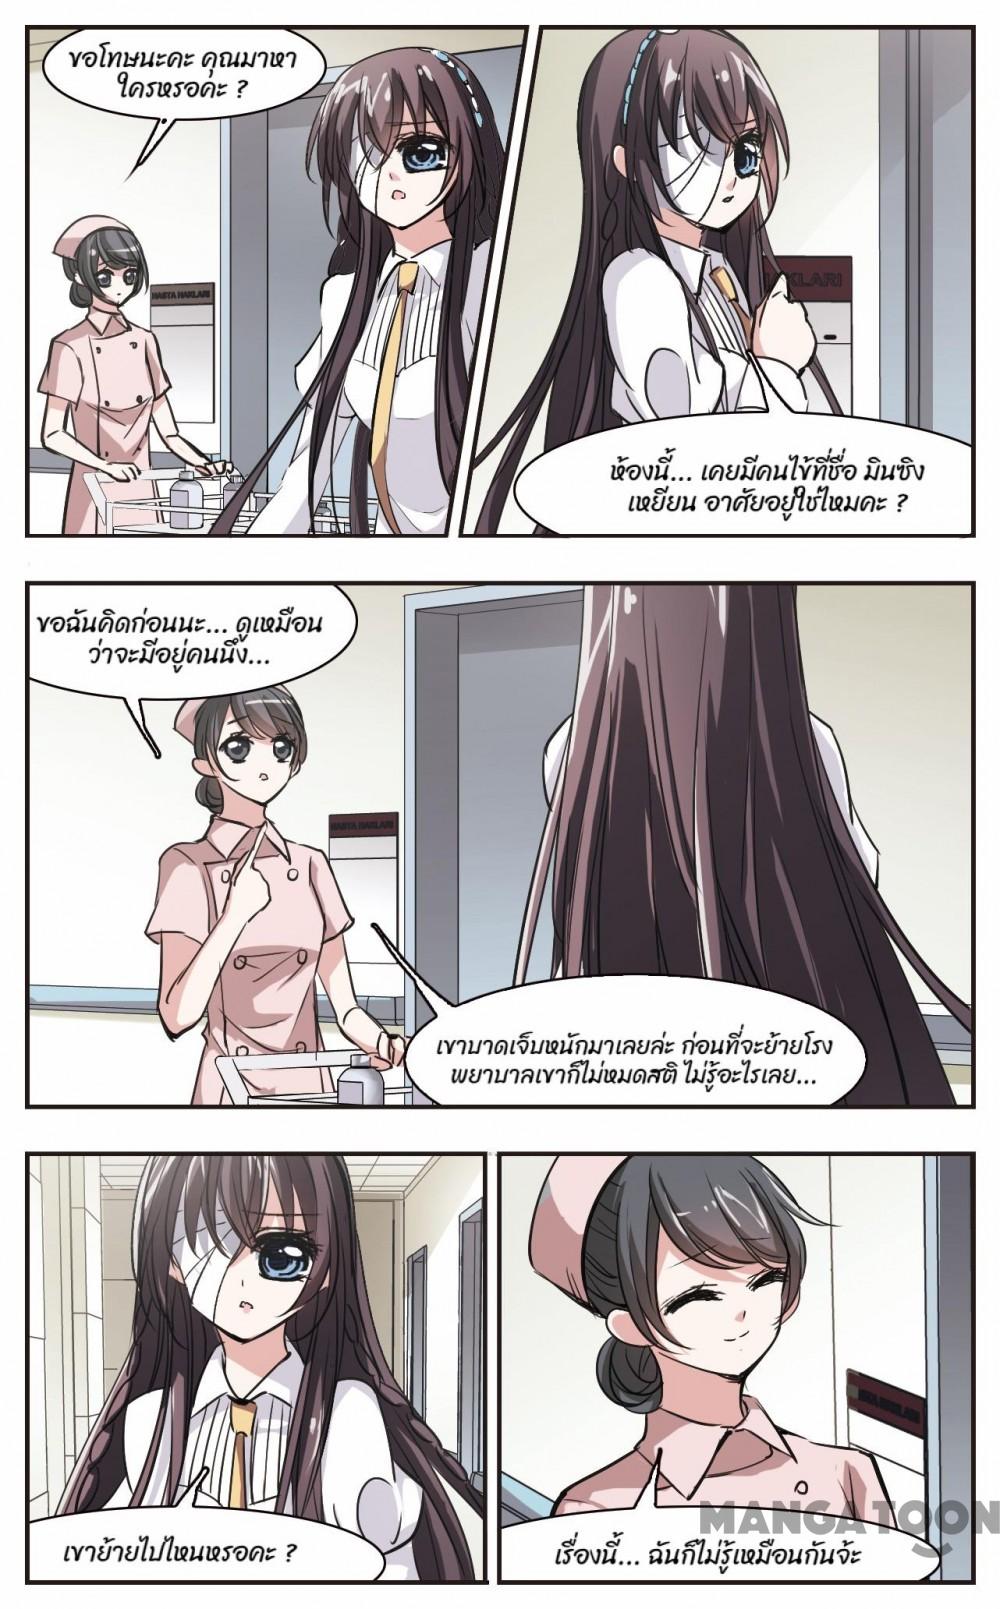 ขอโทษนะคะ คุณมาหา
ใครหรอคะ ?
HASTA HAKLARI
HAKLARI
ห้องนี้... เคยมีคนไข้ที่ชื่อ มินซิง
เหยียน อาศัยอยู่ใช่ไหมคะ ?
ขอฉันคิดก่อนนะ... ดูเหมือน
ว่าจะมีอยู่คนนึง...
HASTA HAKLARI
เขาบาดเจ็บหนักมาเลยล่ะ ก่อนที่จะย้ายโรง
พยาบาลเขาก็ไม่หมดสติ ไม่รู้อะไรเลย...
เขาย้ายไปไหนหรอคะ ?
HAKLARI
เรื่องนี้... ฉันก็ไม่รู้เหมือนกันจ้ะ
MANGATOON